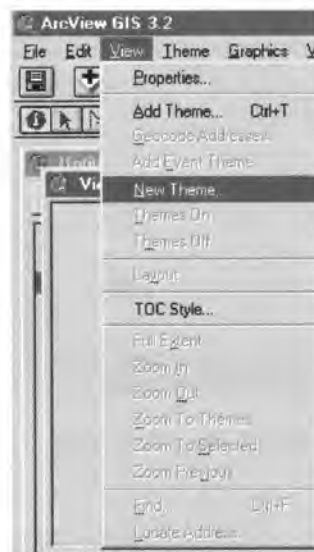 ArcView GIS 3.2
File Edit View Theme Graphics
Properties...
Add Theme... Ctrl+T
Geocode Addresses
Add Event Theme
New Theme
Themes On
Themes Off
Layout
TOC Style...
Full Extent
Zoom In
Zoom Out
Zoom To Themes
Zoom To Selected
Zoom Previous
Find Ctrl+F
Locate Address